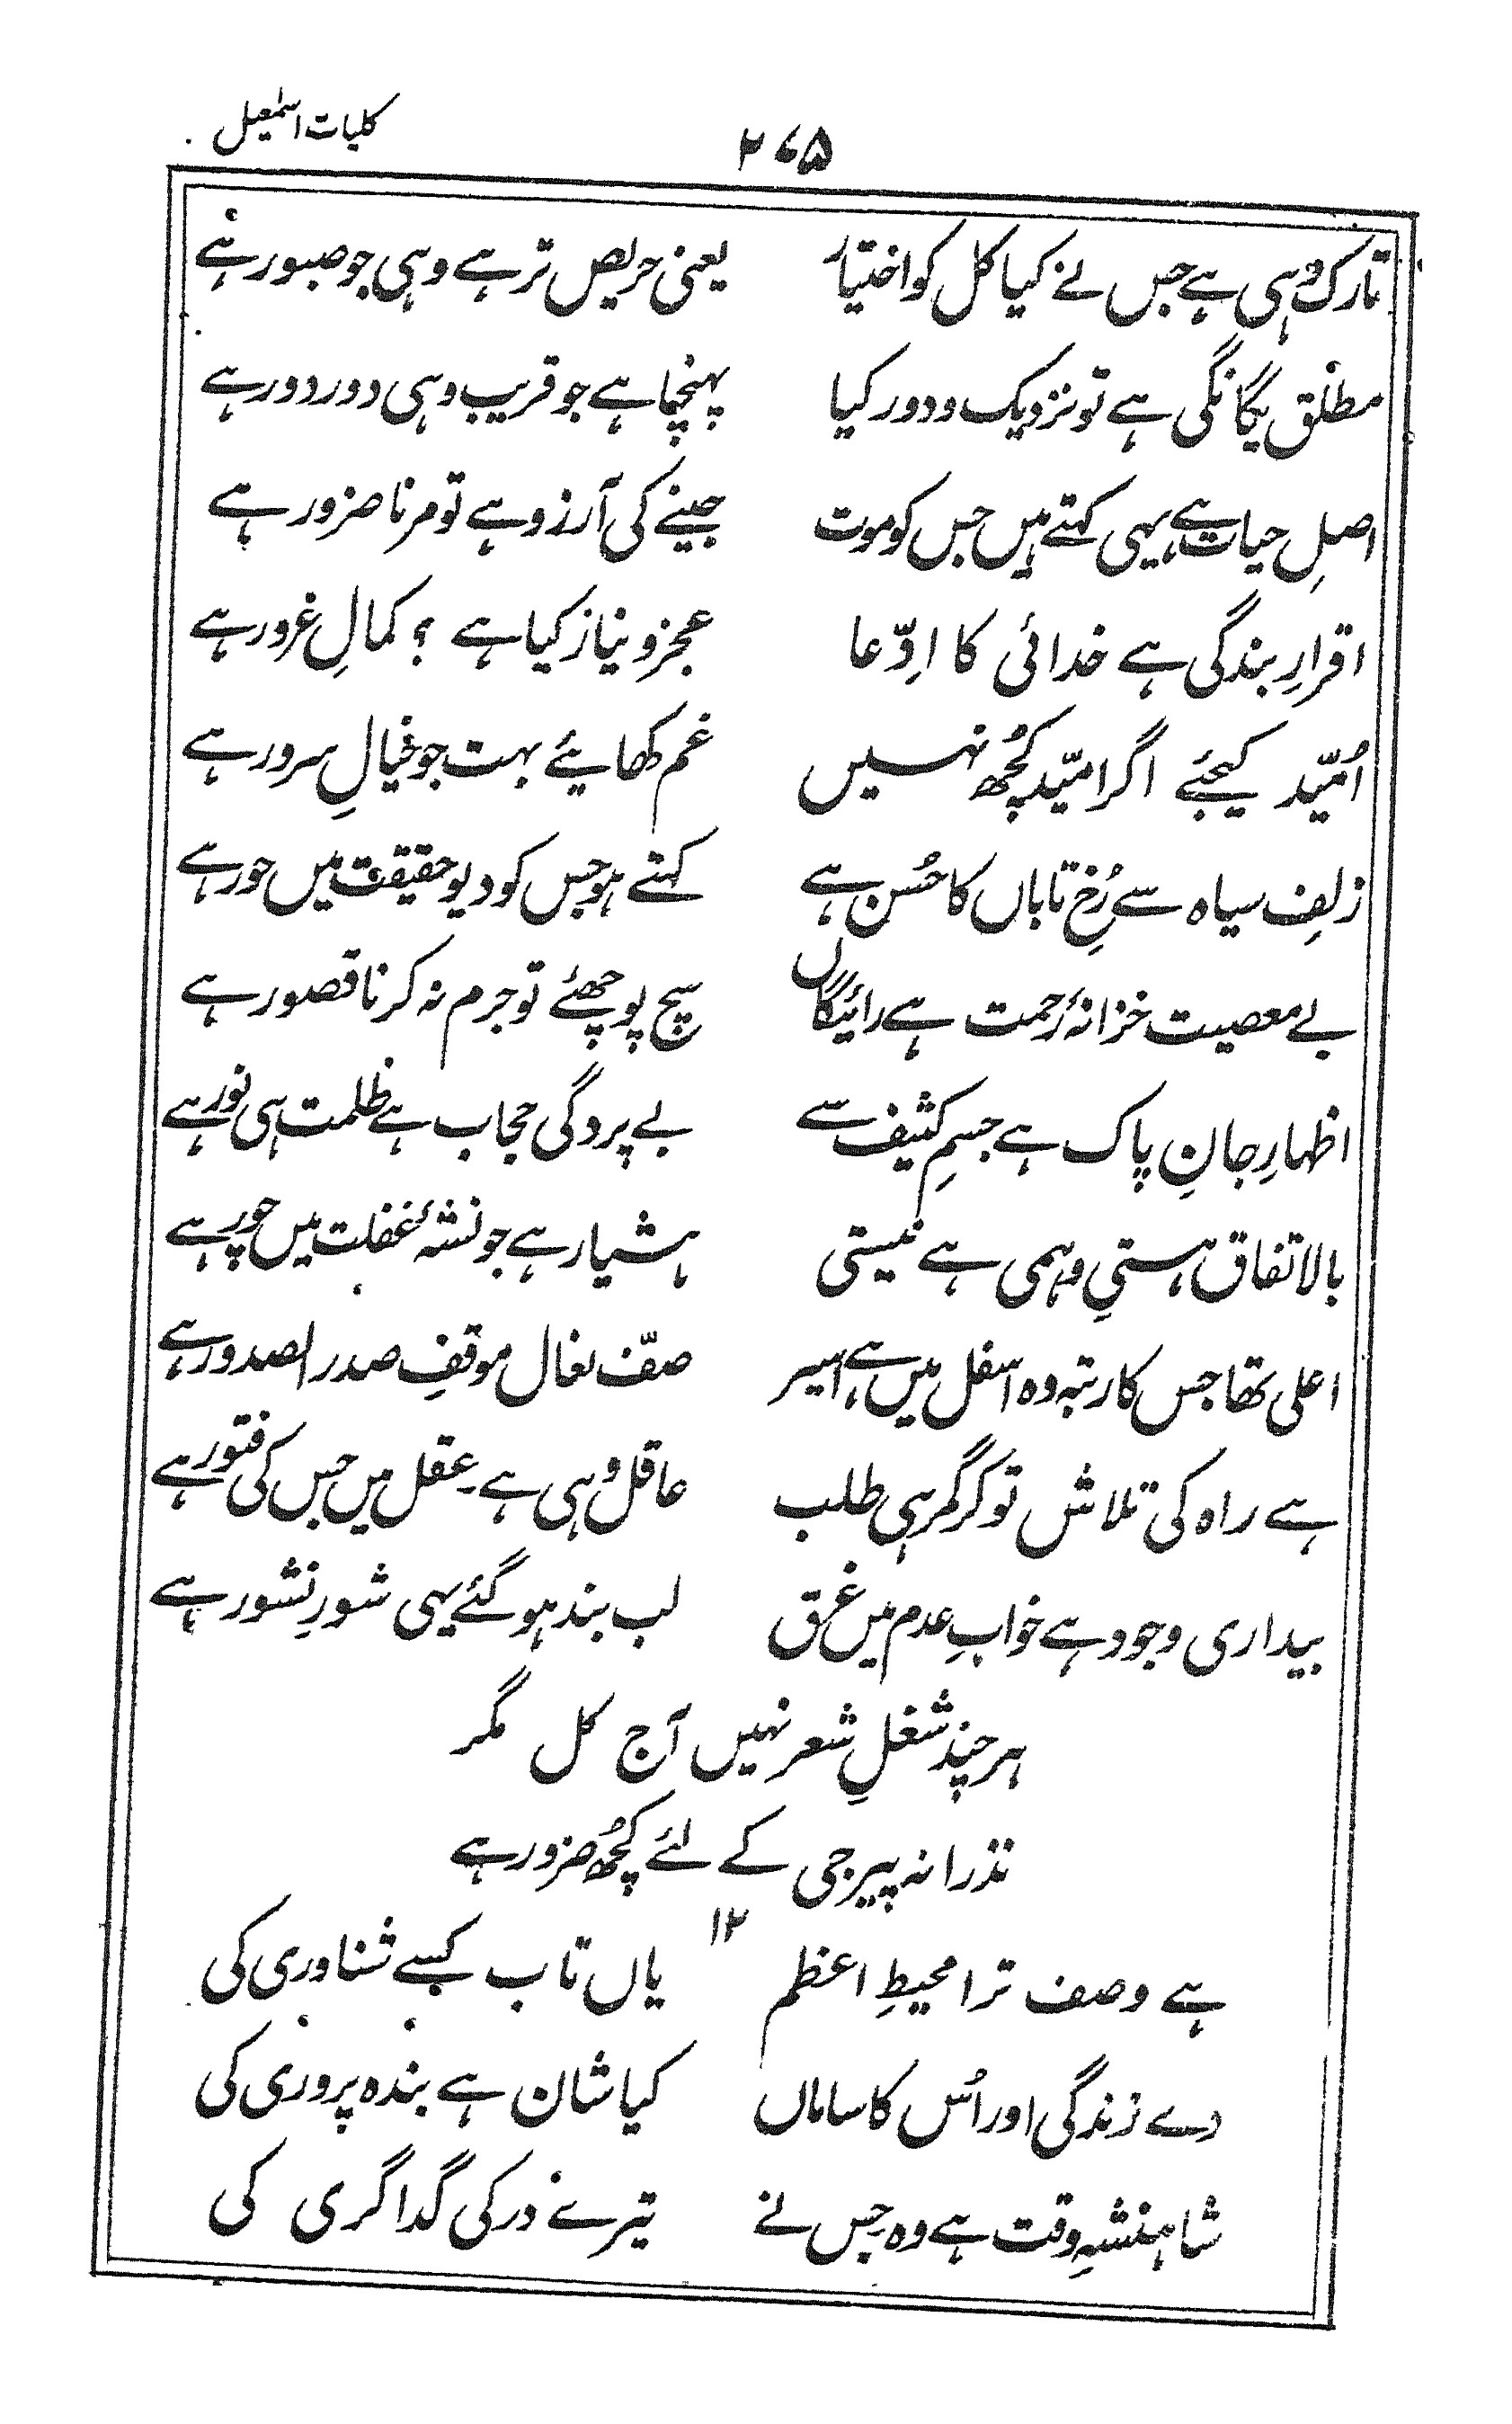 کلیات اسمٰعیل
۲۷۵
تارک وہی ہے جس نے کیا کل کو اختیار یعنی حریص تر ہے وہی جو صبور ہے
مطلق یگانگی ہے تو نزدیک و دور کیا پہنچا ہے جو قریب وہی دور دور ہے
اصلِ حیات ہے یہی کہتے ہیں جس کو موت جینے کی آرزو ہے تو مرنا ضرور ہے
اقرارِ بندگی ہے خدائی کا ادِّعا عجز و نیاز کیا ہے ؟ کمالِ غرور ہے
اُمّید کیجئے اگر امیّد کچُھ نہیں غم کھایئے بہت جو خیالِ سرور ہے
زلفِ سیاہ سے رُخِ تاباں کا حُسن ہے کہتے ہو جس کو دیو حقیقت میں حور ہے
بے معصیت خزانۂ رحمت ہے رائیگاں سچ پوچھئے تو جرم نہ کرنا قصور ہے
اظہارِ جانِ پاک ہے جسمِ کثیف سے بے پردگی حجاب ہے ظلمت ہی نور ہے
بالاتفاق ہستیِ وہمی ہے نیستی ہشیار ہے جو نشۂ غفلت میں چور ہے
اعلی تھا جس کا رتبہ وہ اسفل میں ہے اسیر صفّ نعال موقفِ صدر الصدور ہے
ہے راہ کی تلاش تو کر گمرہی طلب عاقل وہی ہے ۔ عقل میں جس کی فتور ہے
بیداری وجود ہے خوابِ عدم میں غرق لب بند ہو گئے یہی شورِ نشور ہے
ہر چند شغلِ شعر نہیں آج کل مگر
نذرانہ پیر جی کے لئے کچُھ ضرور ہے
۱۲
ہے وصف ترا محیطِ اعظم یاں تاب کسے شناوری کی
دے زندگی اور اُس کا ساماں کیا شان ہے بندہ پروری کی
شاہنشہِ وقت ہے وہ جس نے تیرے در کی گداگری کی